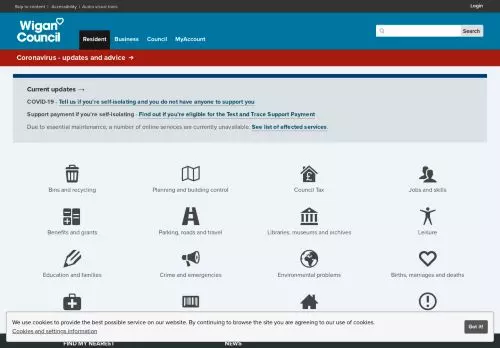 Skip to content | Accessibility | Audio visual tools
Login
Wigan
Council
Resident
Business
Council
MyAccount
Search
Coronavirus - updates and advice →
Current updates →
COVID-19 - Tell us if you're self-isolating and you do not have anyone to support you
Support payment if you're self-isolating - Find out if you're eligible for the Test and Trace Support Payment
Due to essential maintenance, a number of online services are currently unavailable. See list of affected services.
Bins and recycling
Planning and building control
Council Tax
Jobs and skills
Benefits and grants
Parking, roads and travel
Libraries, museums and archives
Leisure
Education and families
Crime and emergencies
Environmental problems
Births, marriages and deaths
We use cookies to provide the best possible service on our website. By continuing to browse the site you are agreeing to our use of cookies.
Cookies and settings information
Got it!
FIND MY NEAREST
NEWS